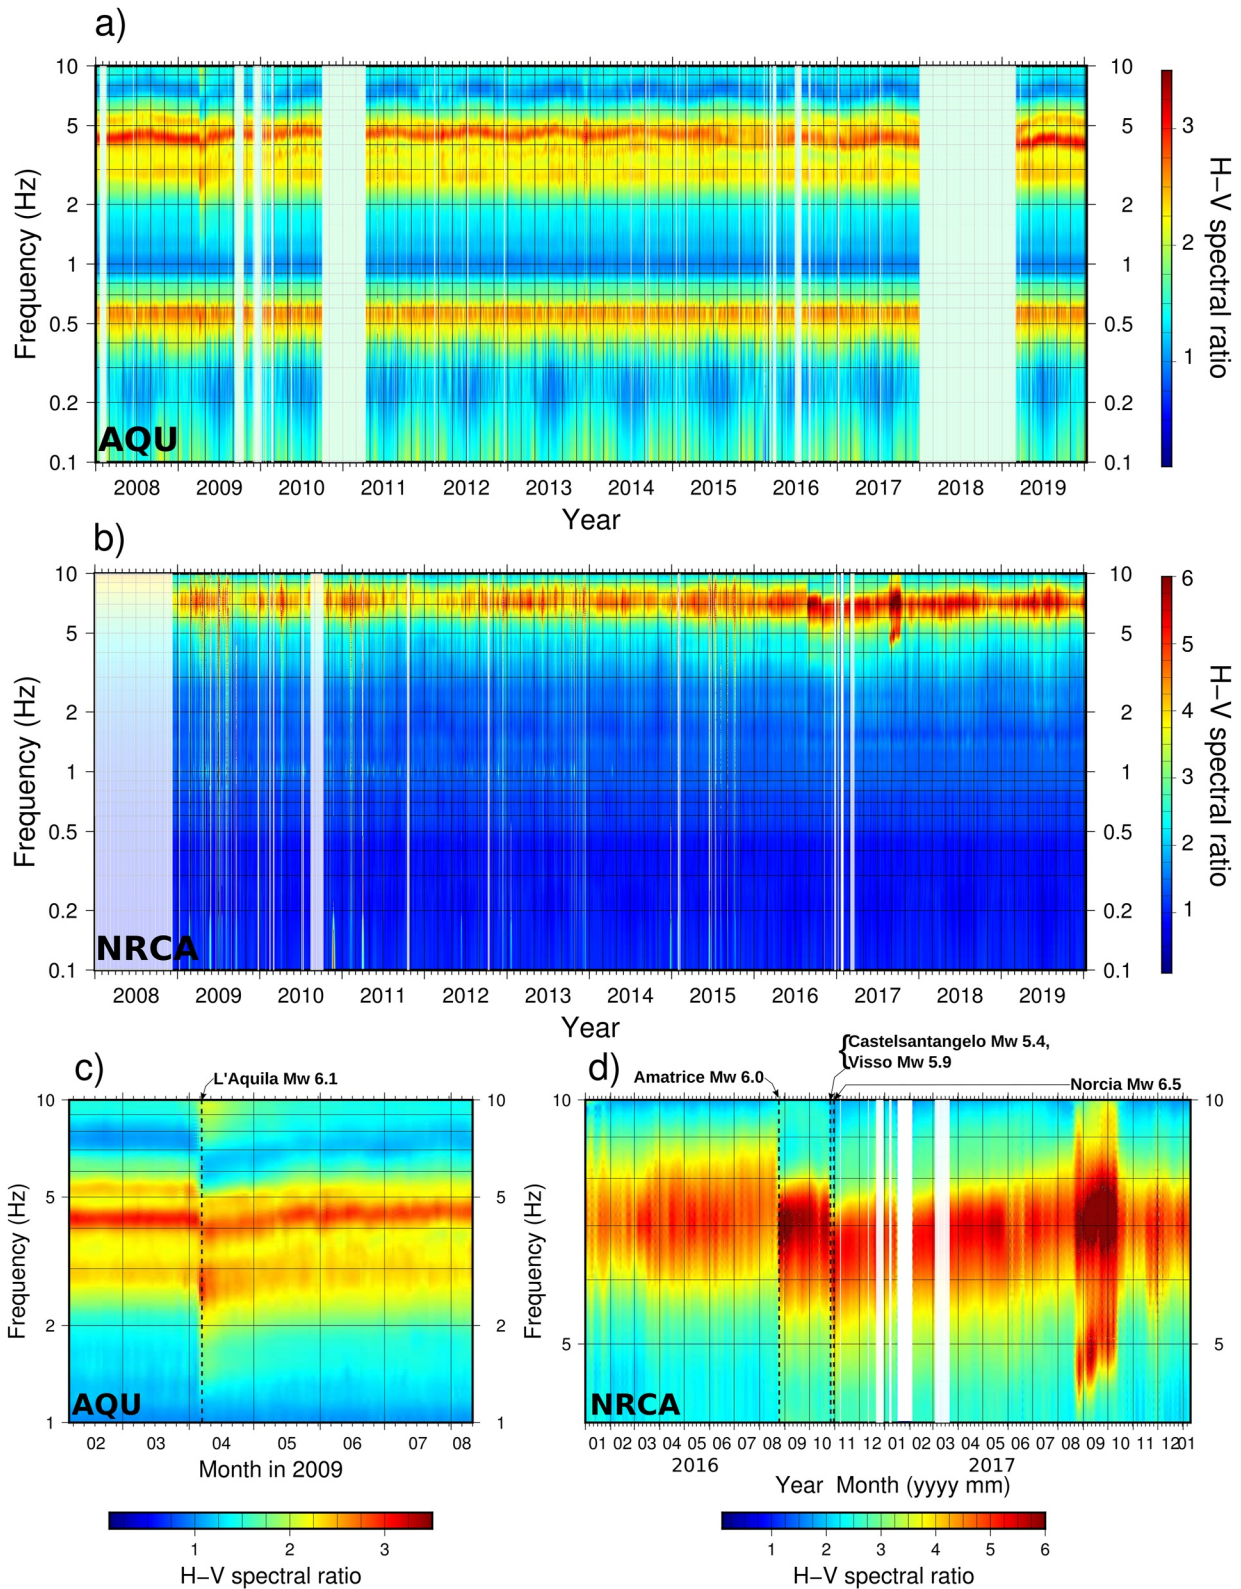 a)
10 10
5 5
2 2
1 1
0.5 0.5
0.2 0.2
0.1 0.1
Frequency (Hz)
AQU
2008 2009 2010 2011 2012 2013 2014 2015 2016 2017 2018 2019
Year
3
2
1
H−V spectral ratio
b)
10 10
5 5
2 2
1 1
0.5 0.5
0.2 0.2
0.1 0.1
Frequency (Hz)
NRCA
2008 2009 2010 2011 2012 2013 2014 2015 2016 2017 2018 2019
Year
6
5
4
3
2
1
H−V spectral ratio
c)
L'Aquila Mw 6.1
10 10
5 5
2 2
1 1
Frequency (Hz)
AQU
02 03 04 05 06 07 08
Month in 2009
1 2 3
H−V spectral ratio
d)
{Castelsantangelo Mw 5.4,
Visso Mw 5.9
Amatrice Mw 6.0
Norcia Mw 6.5
10 10
5 5
Frequency (Hz)
NRCA
01 02 03 04 05 06 07 08 09 10 11 12 01 02 03 04 05 06 07 08 09 10 11 12 01
2016 2017
Year Month (yyyy mm)
1 2 3 4 5 6
H−V spectral ratio